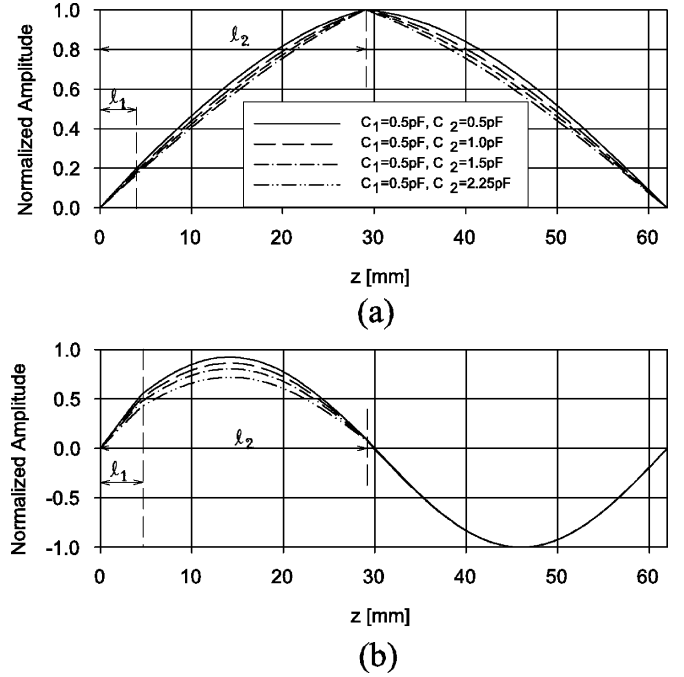 1.0
0.8
0.6
0.4
0.2
0.0
Normalized Amplitude
ℓ2
ℓ1
C1=0.5pF, C2=0.5pF
C1=0.5pF, C2=1.0pF
C1=0.5pF, C2=1.5pF
C1=0.5pF, C2=2.25pF
0 10 20 30 40 50 60
z [mm]
(a)
1.0
0.5
0.0
-0.5
-1.0
Normalized Amplitude
ℓ2
ℓ1
0 10 20 30 40 50 60
z [mm]
(b)